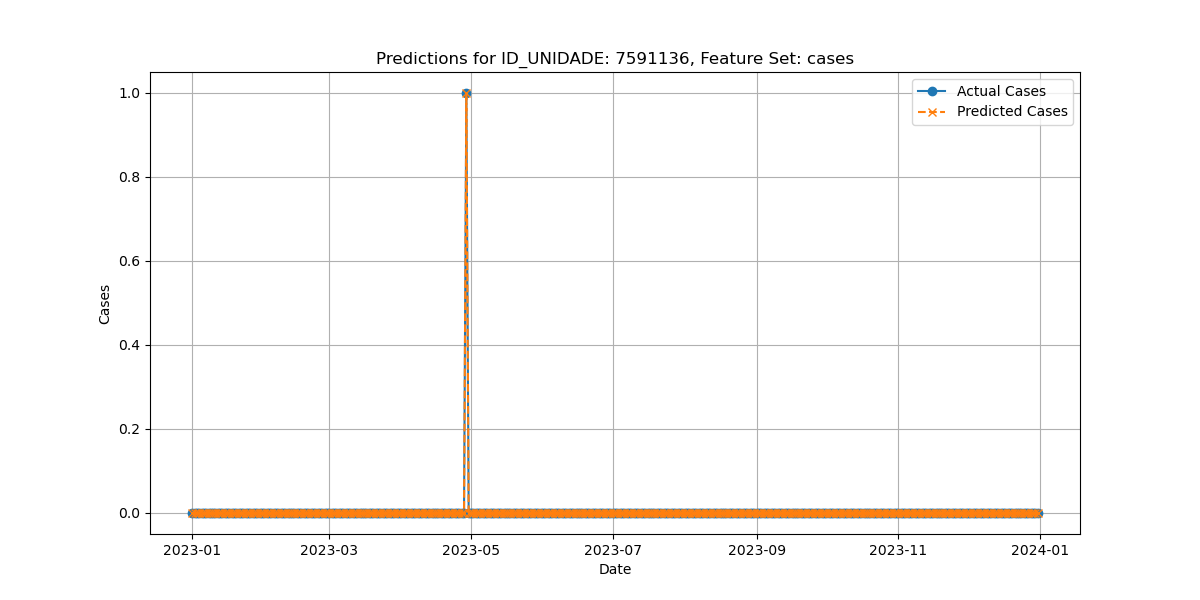 Predictions for ID_UNIDADE: 7591136, Feature Set: cases
Actual Cases
Predicted Cases
1.0
0.8
0.6
0.4
0.2
0.0
Cases
2023-01 2023-03 2023-05 2023-07 2023-09 2023-11 2024-01
Date